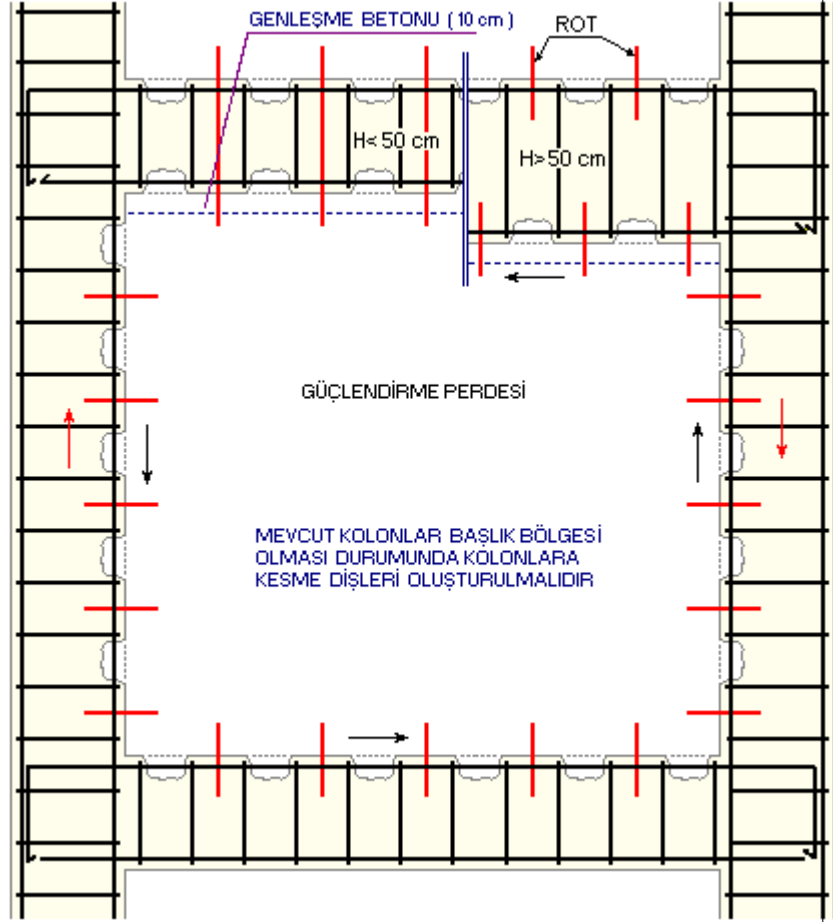 GENLEŞME BETONU ( 10 cm )
ROT
H< 50 cm
H> 50 cm
GÜÇLENDİRME PERDESİ
MEVCUT KOLONLAR BAŞLIK BÖLGESİ
OLMASI DURUMUNDA KOLONLARA
KESME DİŞLERİ OLUŞTURULMALIDIR